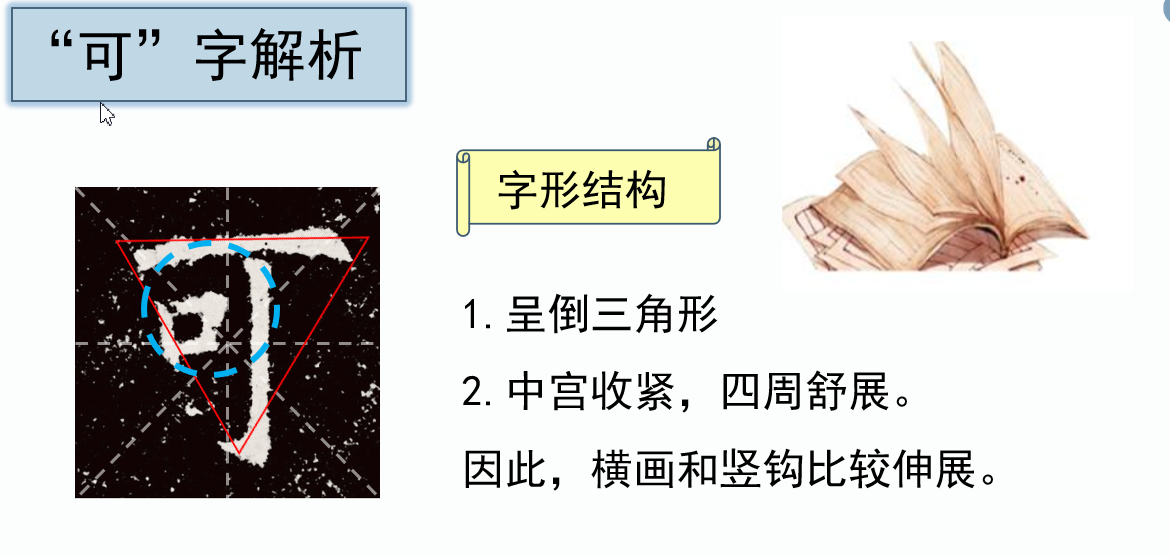 “可”字解析
可
字形结构
1.呈倒三角形
2.中宫收紧，四周舒展。
因此，横画和竖钩比较伸展。